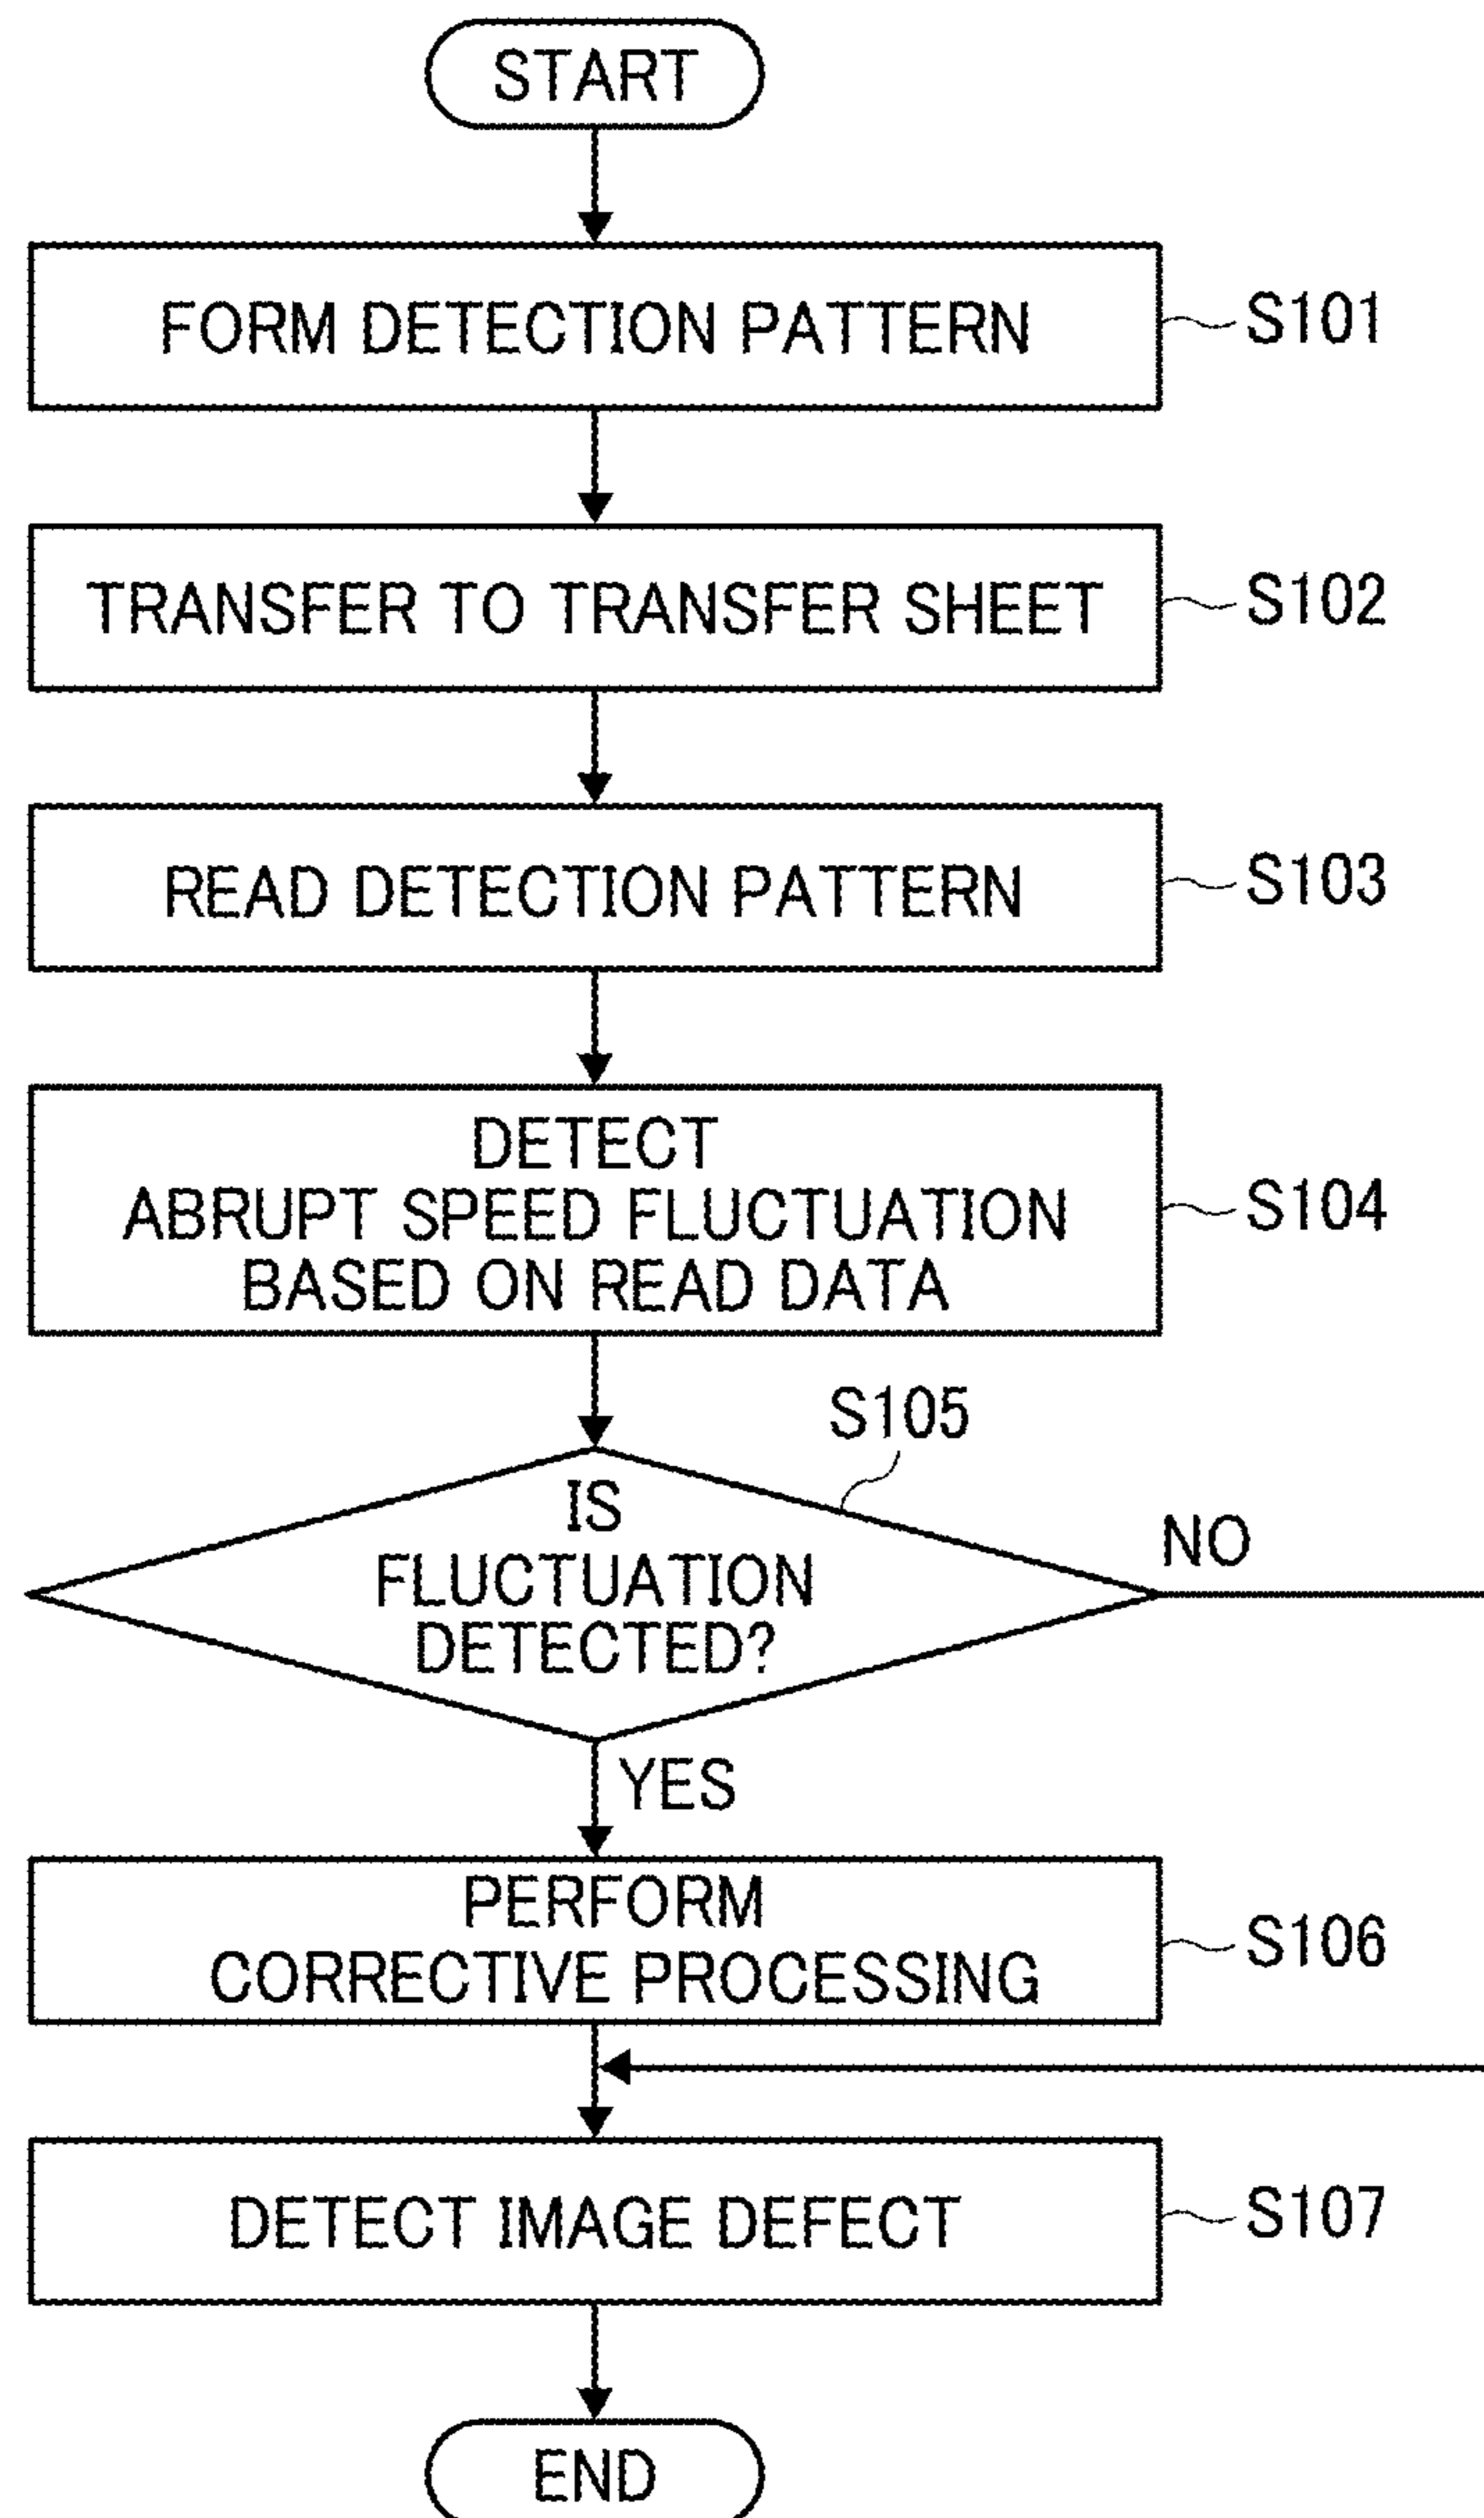 START
FORM DETECTION PATTERN
S101
TRANSFER TO TRANSFER SHEET
S102
READ DETECTION PATTERN
S103
DETECT
ABRUPT SPEED FLUCTUATION
BASED ON READ DATA
S104
S105
IS
FLUCTUATION
DETECTED?
NO
YES
PERFORM
CORRECTIVE PROCESSING
S106
DETECT IMAGE DEFECT
S107
END